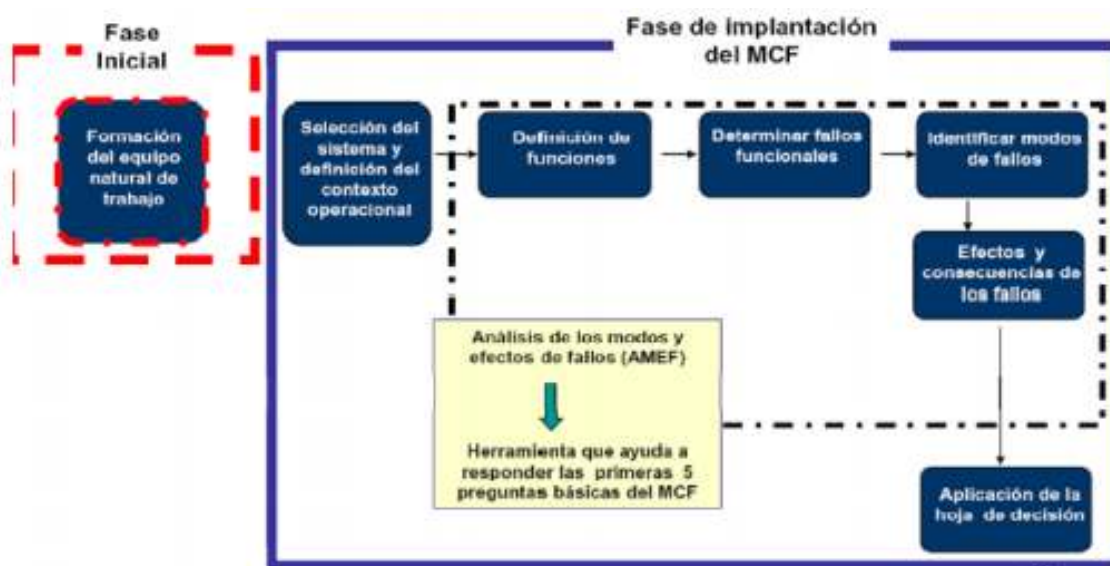 Fase
Inicial
Formación
del equipo
natural de
trabajo
Fase de implantación
del MCF
Selección del
sistema y
definición del
contexto
operacional
Definición de
funciones
Determinar fallos
funcionales
Identificar modos
de fallos
Efectos y
consecuencias de
los fallos
Análisis de los modos y
efectos de fallos (AMEF)
Herramienta que ayuda a
responder las primeras 5
preguntas básicas del MCF
Aplicación de la
hoja de decisión